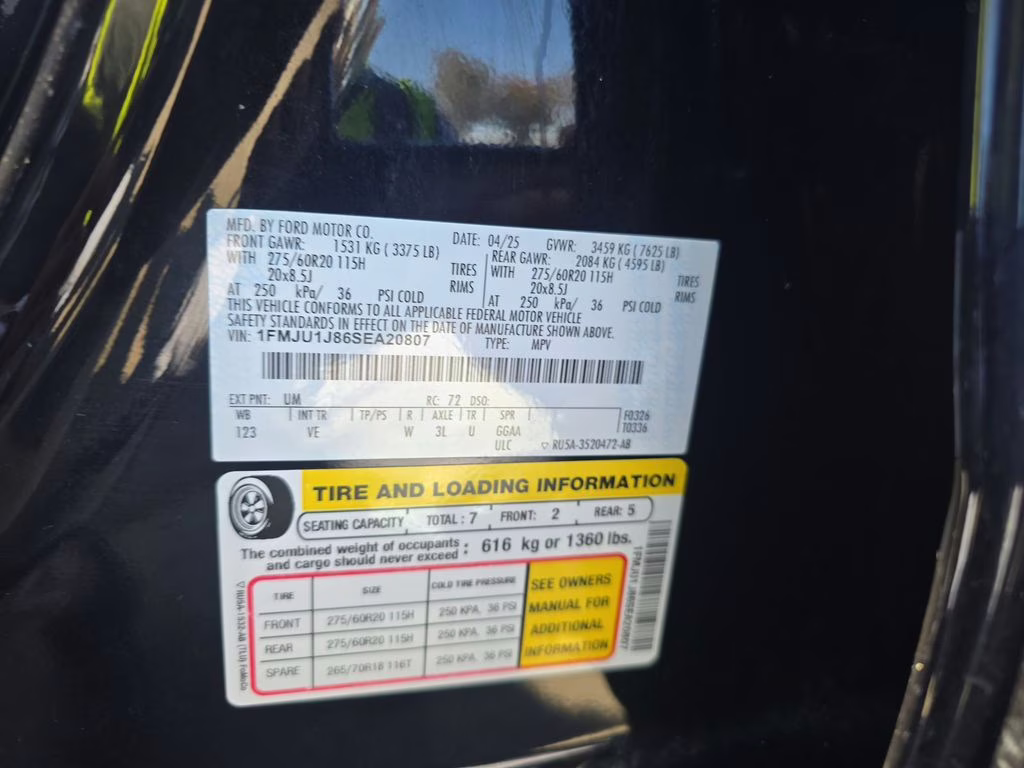 MFD. BY FORD MOTOR CO. DATE: 04/25 GVWR: 3459 KG ( 7625 LB)
FRONT GAWR: 1531 KG ( 3375 LB) REAR GAWR: 2084 KG ( 4595 LB)
WITH 275/60R20 115H TIRES WITH 275/60R20 115H TIRES
20x8.5J RIMS 20x8.5J RIMS
AT 250 kPa/ 36 PSI COLD AT 250 kPa/ 36 PSI COLD
THIS VEHICLE CONFORMS TO ALL APPLICABLE FEDERAL MOTOR VEHICLE
SAFETY STANDARDS IN EFFECT ON THE DATE OF MANUFACTURE SHOWN ABOVE.
VIN: 1FMJU1J86SEA20807 TYPE: MPV
EXT PNT: UM RC: 72 DSO:
WB INT TR TP/PS R AXLE TR SPR F0326
123 VE W 3L U GGAA T0336
ULC RU5A-3520472-AB
TIRE AND LOADING INFORMATION
SEATING CAPACITY TOTAL: 7 FRONT: 2 REAR: 5
The combined weight of occupants and cargo should never exceed : 616 kg or 1360 lbs.
TIRE SIZE COLD TIRE PRESSURE
FRONT 275/60R20 115H 250 KPA, 36 PSI
REAR 275/60R20 115H 250 KPA, 36 PSI
SPARE 265/70R18 116T 250 KPA, 36 PSI
SEE OWNERS
MANUAL FOR
ADDITIONAL
INFORMATION
1FMJU1J86SEA20807
RU5A-1532-AB (TLI) FoMoCo